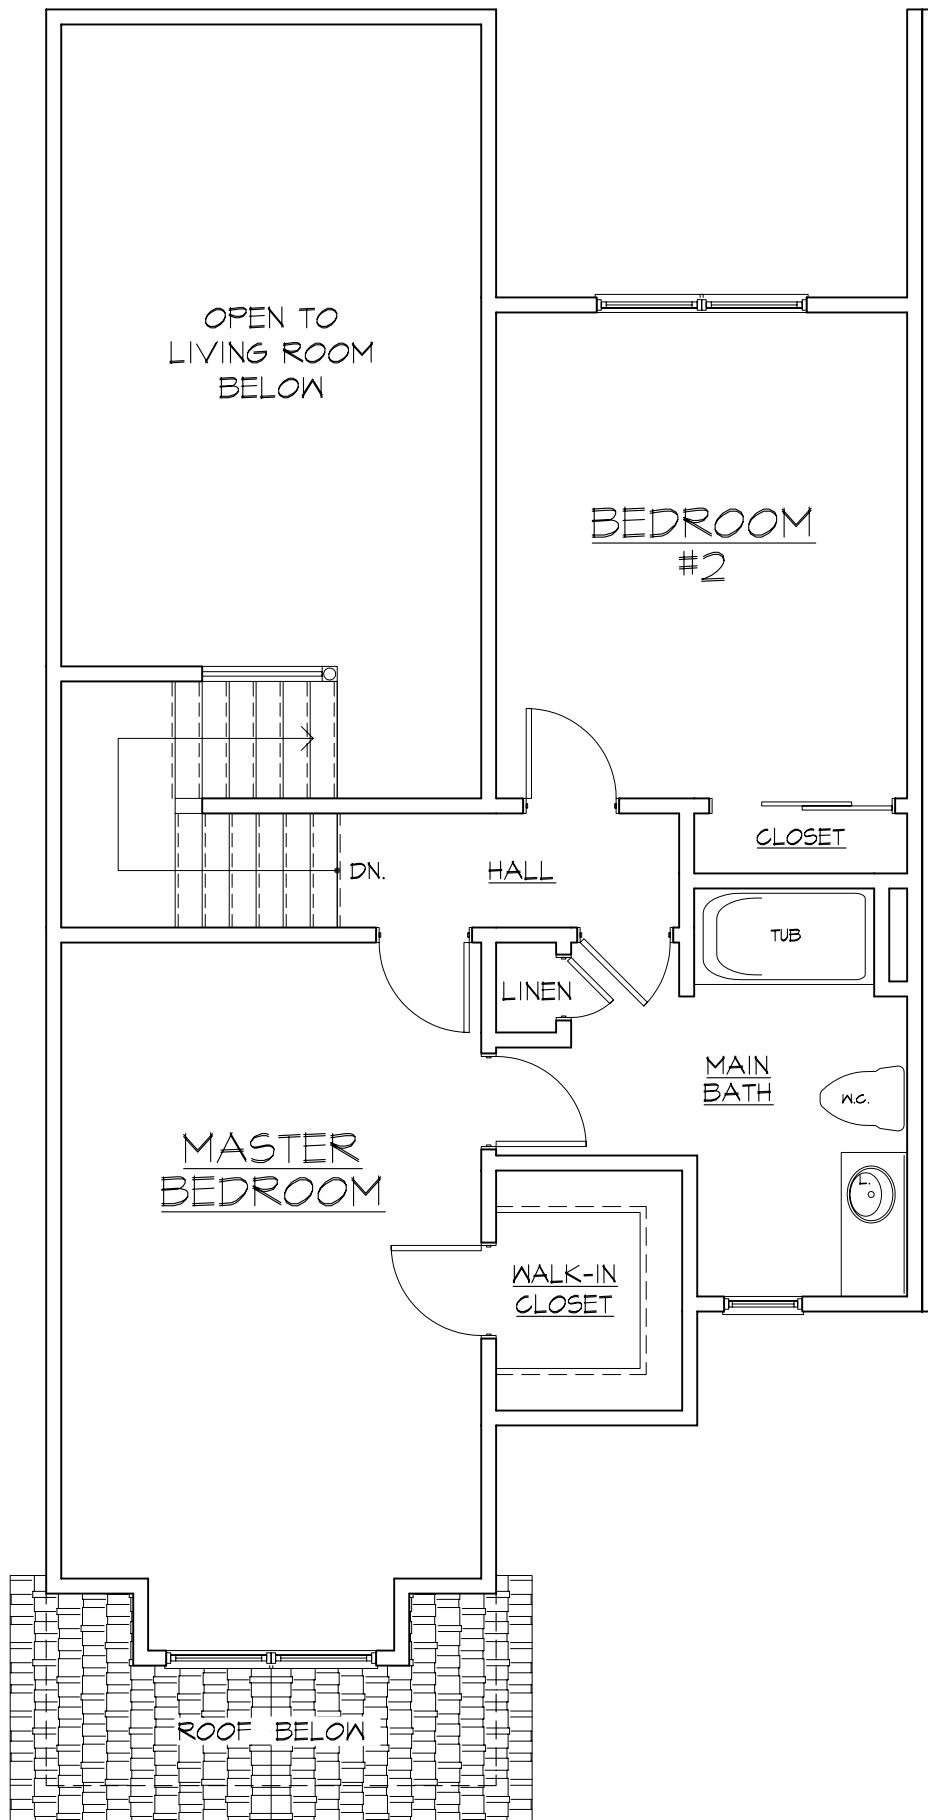 OPEN TO
LIVING ROOM
BELOW
BEDROOM
#2
CLOSET
DN.
HALL
TUB
LINEN
MAIN
BATH
W.C.
MASTER
BEDROOM
L.
WALK-IN
CLOSET
ROOF BELOW